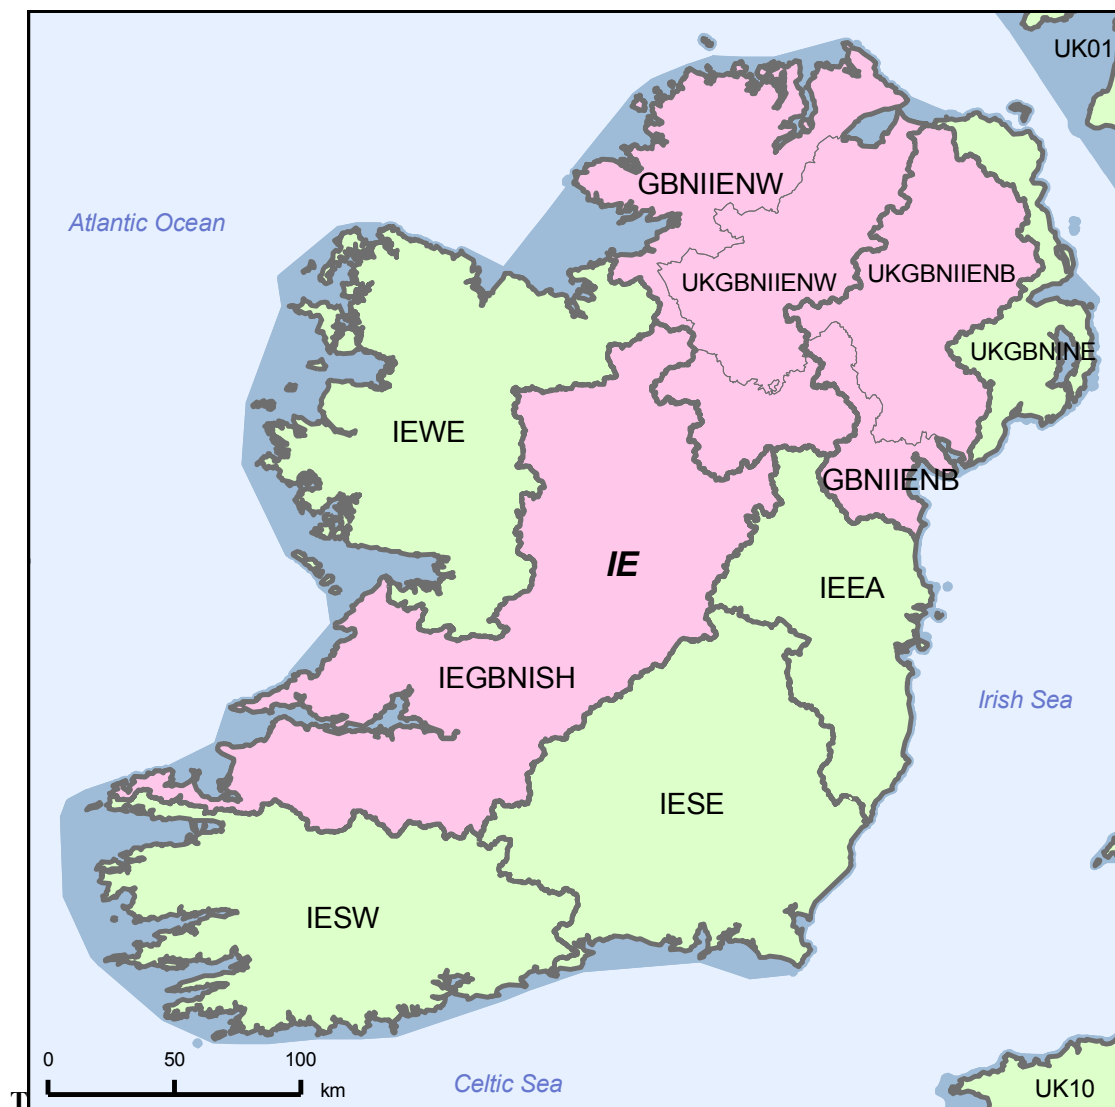 UK01
GBNIIENW
Atlantic Ocean
UKGBNIIENW
UKGBNIIENB
UKGBNINE
IEWE
GBNIIENB
IE
IEEA
IEGBNISH
Irish Sea
IESE
IESW
0 50 100
km
Celtic Sea
UK10
T